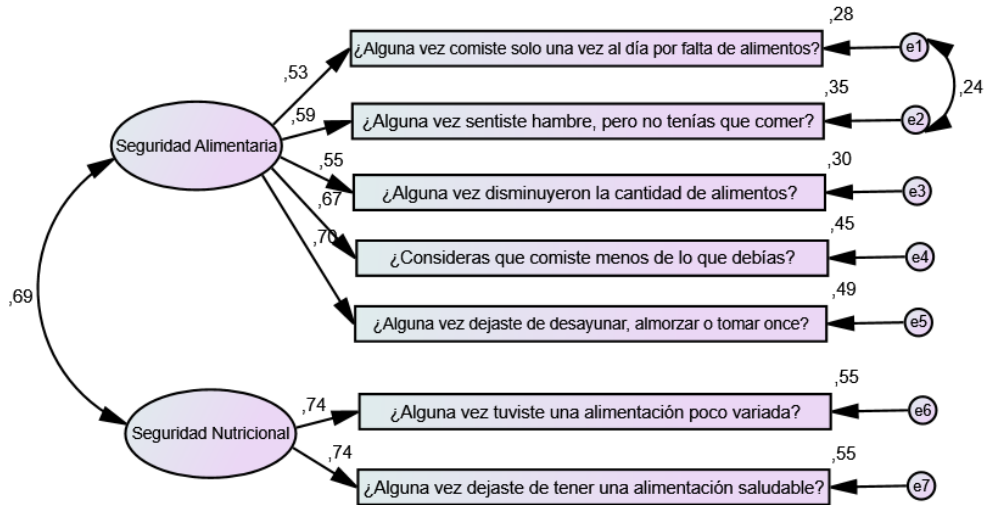 ,28
¿Alguna vez comiste solo una vez al día por falta de alimentos?
e1
,53
,24
,35
,59
¿Alguna vez sentiste hambre, pero no tenías que comer?
e2
Seguridad Alimentaria
,55
,30
¿Alguna vez disminuyeron la cantidad de alimentos?
e3
,67
,45
,70
¿Consideras que comiste menos de lo que debías?
e4
,49
,69
¿Alguna vez dejaste de desayunar, almorzar o tomar once?
e5
,55
,74
¿Alguna vez tuviste una alimentación poco variada?
e6
Seguridad Nutricional
,74
,55
¿Alguna vez dejaste de tener una alimentación saludable?
e7